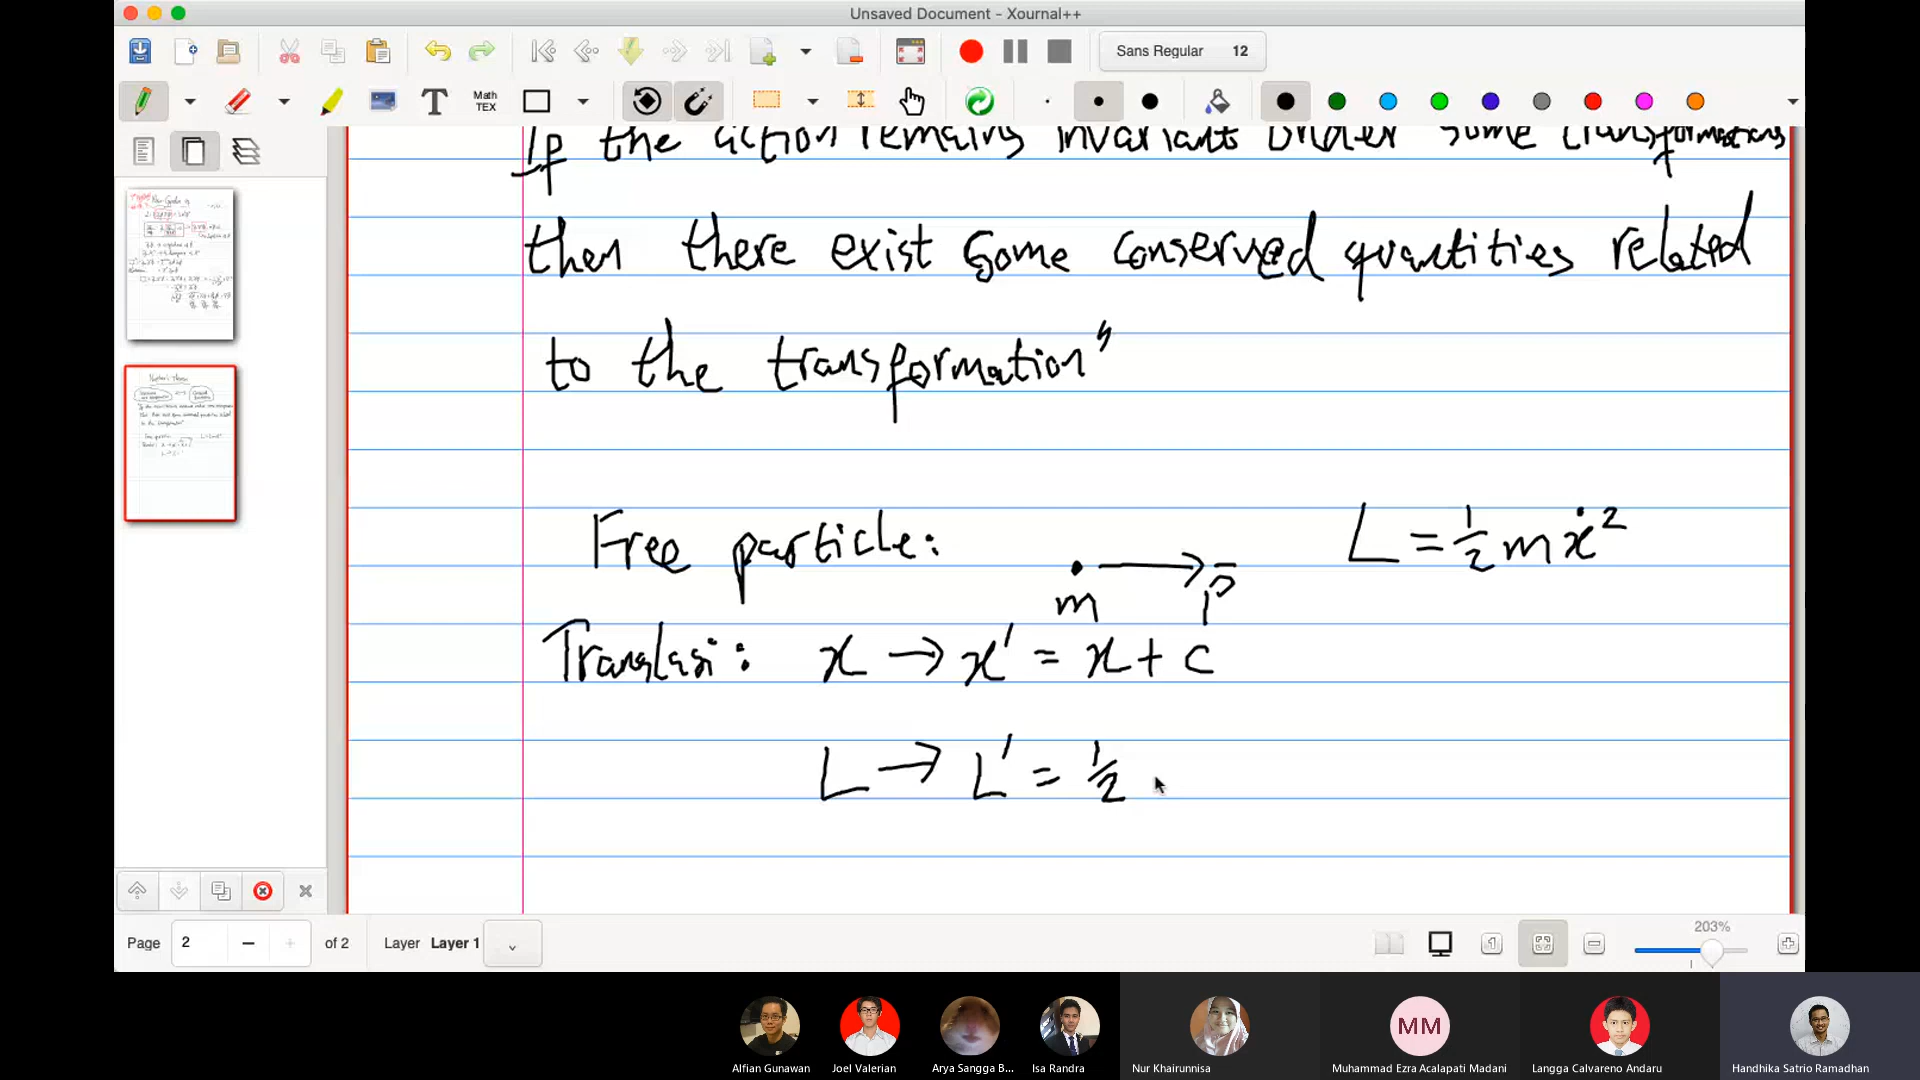 Unsaved Document - Xournal++
Sans Regular 12
Math
TEX
If the action remains invariant under some transformations
then there exist some conserved quantities related
to the transformation"
Free particle:
m
p̅
L = ½ mẋ²
Translasi: x → x' = x + c
L → L' = ½
Page 2 of 2 Layer Layer 1
203%
Alfian Gunawan
Joel Valerian
Arya Sangga B...
Isa Randra
Nur Khairunnisa
MM
Muhammad Ezra Acalapati Madani
Langga Calvareno Andaru
Handhika Satrio Ramadhan